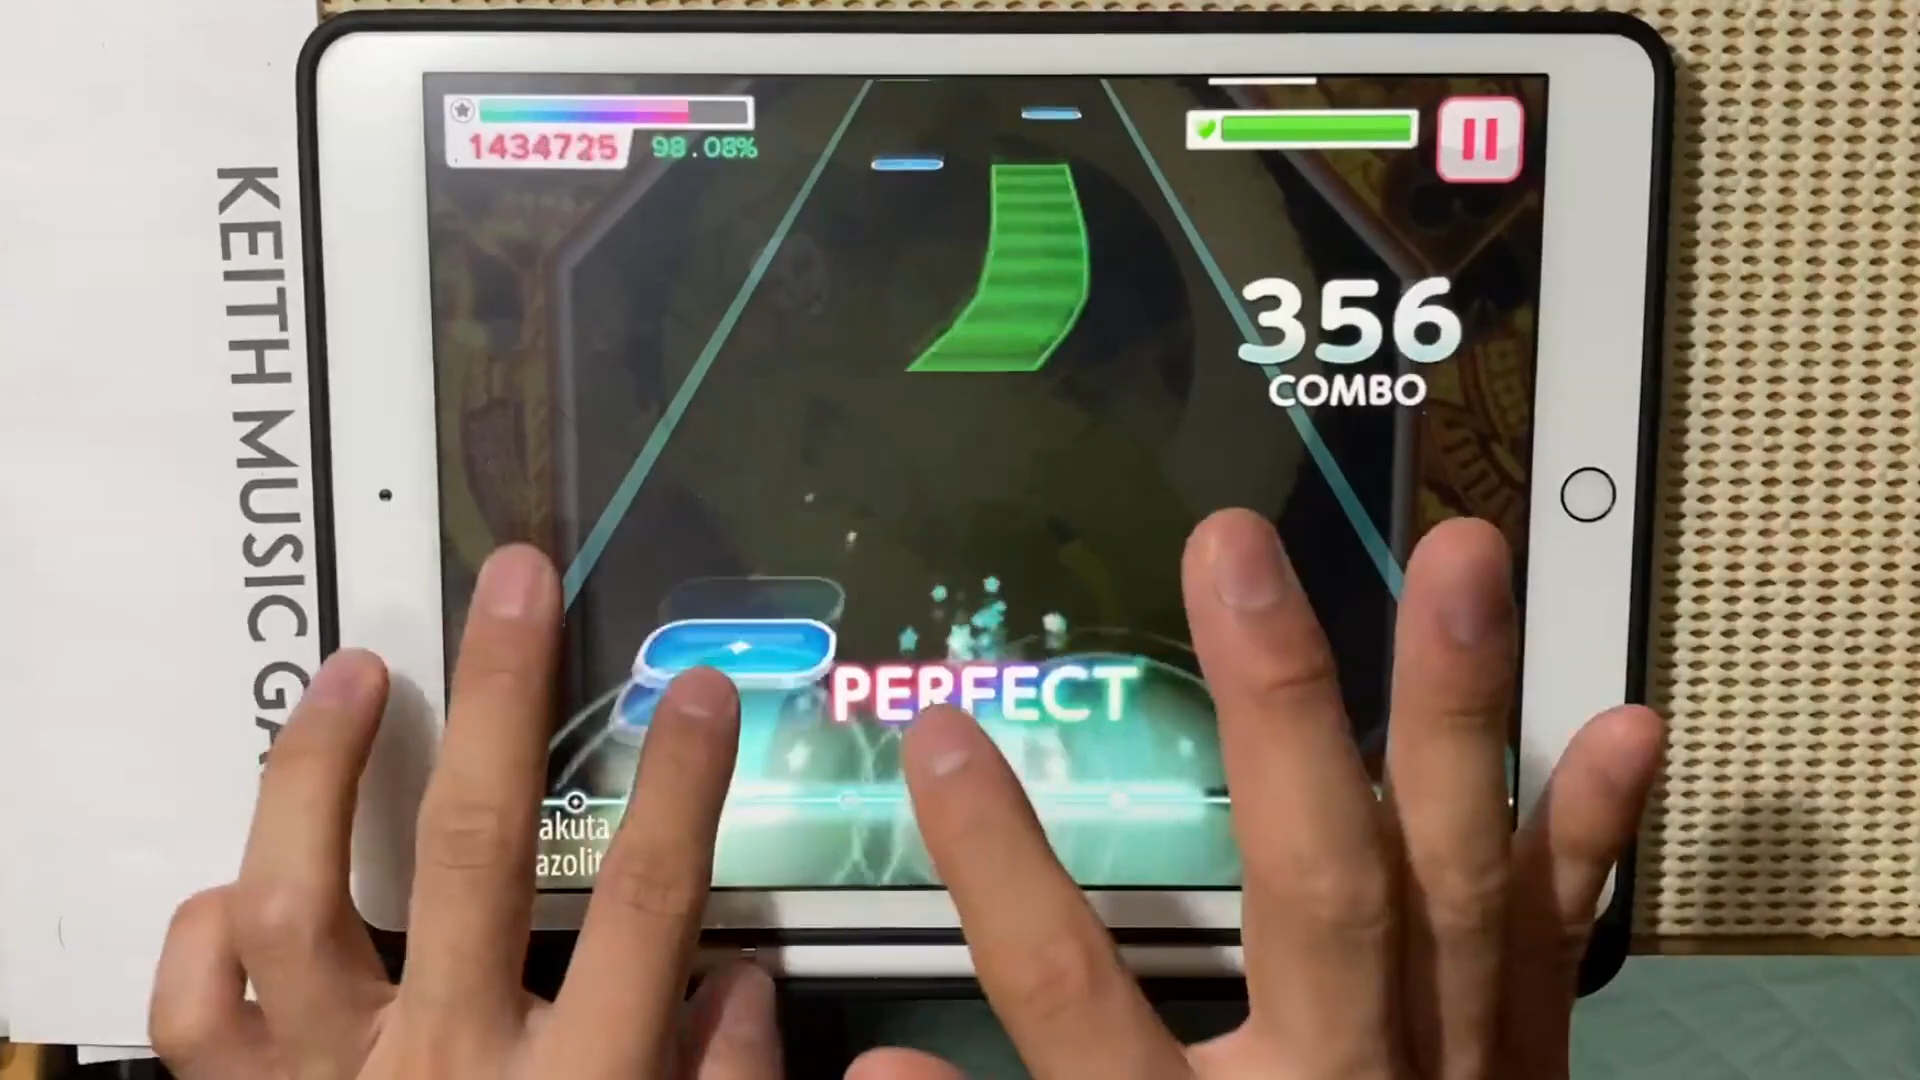 1434725 98.08%
356
COMBO
PERFECT
akuta
azolit
KEITH MUSIC GA